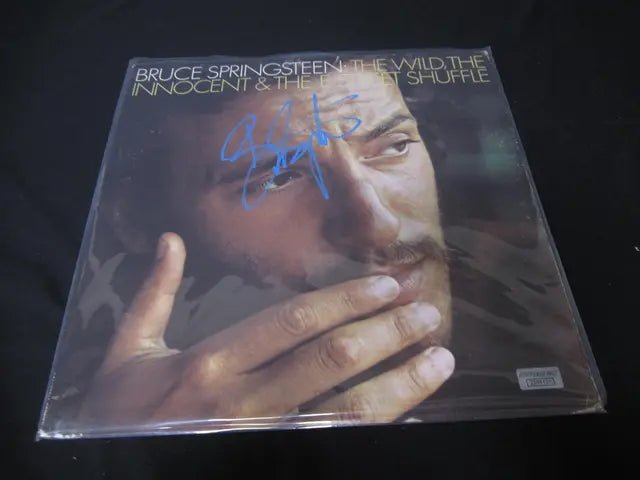 BRUCE SPRINGSTEEN · THE WILD, THE
INNOCENT & THE E STREET SHUFFLE